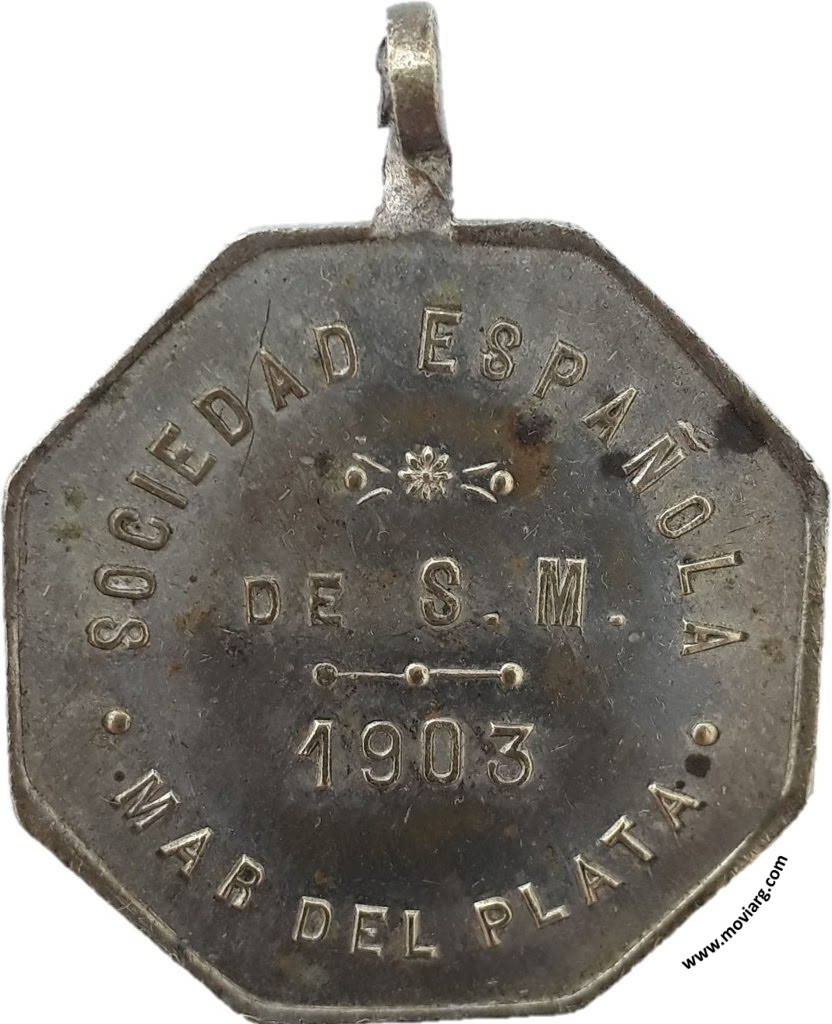 SOCIEDAD ESPAÑOLA
DE S. M.
1903
MAR DEL PLATA
www.moviarg.com